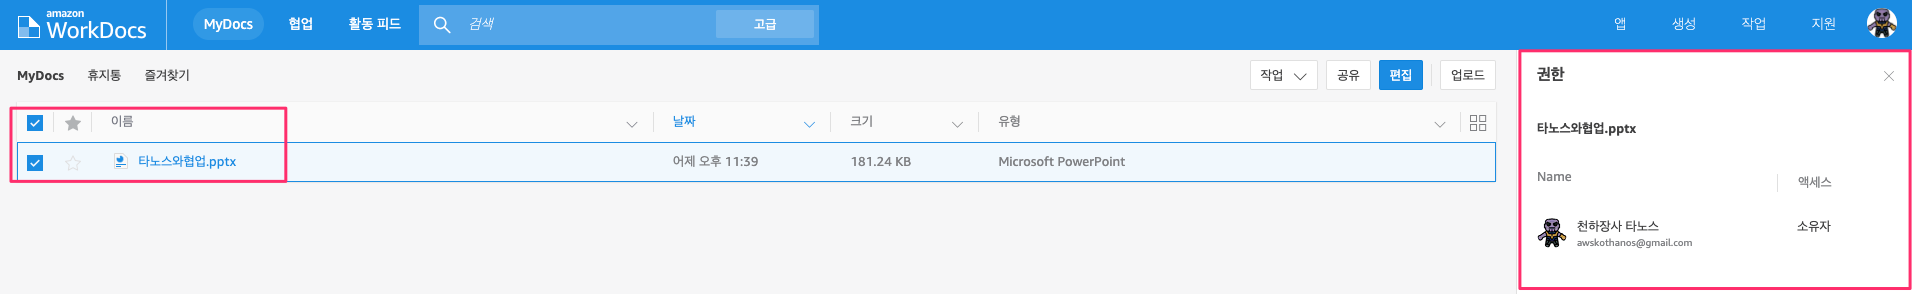 amazon
WorkDocs
MyDocs 협업 활동 피드 검색 고급 앱 생성 작업 지원
MyDocs 휴지통 즐겨찾기 작업 공유 편집 업로드
이름 날짜 크기 유형
타노스와협업.pptx 어제 오후 11:39 181.24 KB Microsoft PowerPoint
권한
타노스와협업.pptx
Name 액세스
천하장사 타노스 소유자
awskothanos@gmail.com